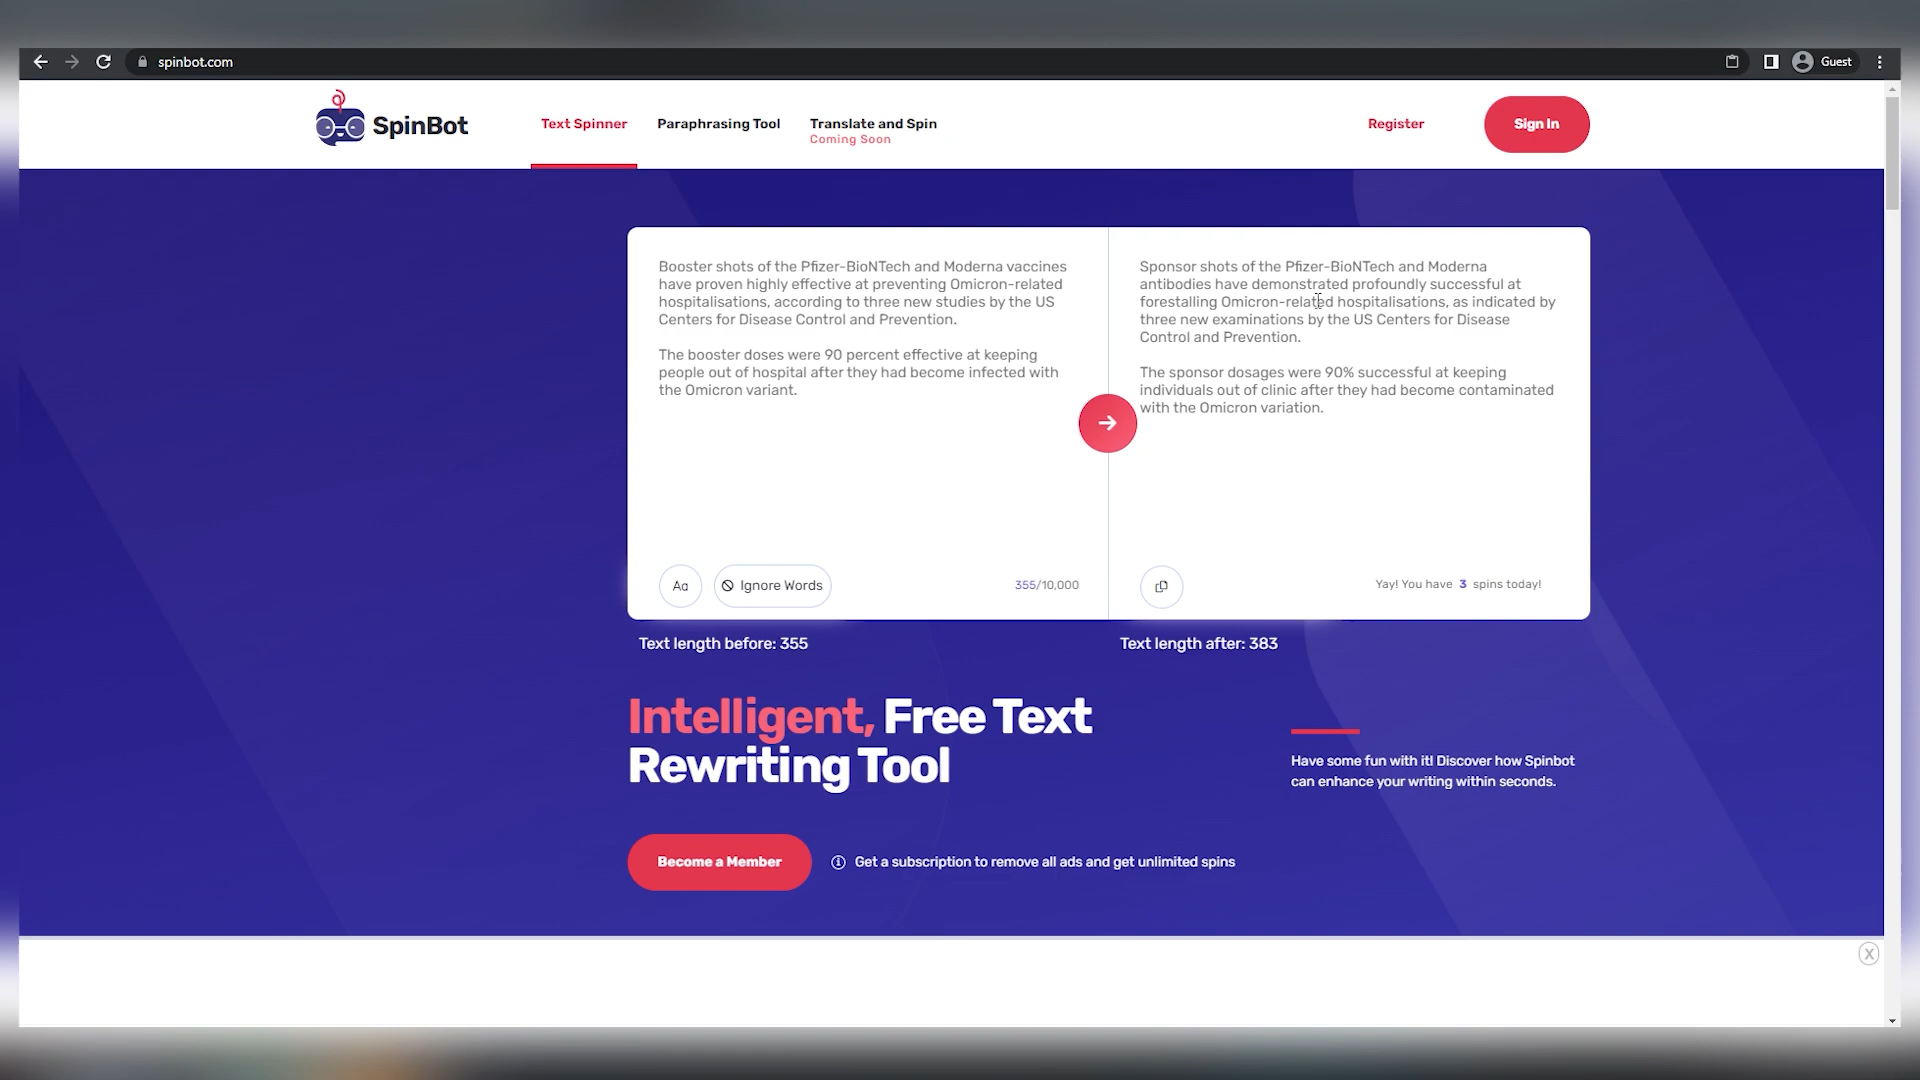 spinbot.com
Guest
SpinBot
Text Spinner
Paraphrasing Tool
Translate and Spin
Coming Soon
Register
Sign In
Booster shots of the Pfizer-BioNTech and Moderna vaccines
have proven highly effective at preventing Omicron-related
hospitalisations, according to three new studies by the US
Centers for Disease Control and Prevention.
The booster doses were 90 percent effective at keeping
people out of hospital after they had become infected with
the Omicron variant.
Aa
Ignore Words
355/10,000
Sponsor shots of the Pfizer-BioNTech and Moderna
antibodies have demonstrated profoundly successful at
forestalling Omicron-related hospitalisations, as indicated by
three new examinations by the US Centers for Disease
Control and Prevention.
The sponsor dosages were 90% successful at keeping
individuals out of clinic after they had become contaminated
with the Omicron variation.
Yay! You have 3 spins today!
Text length before: 355
Text length after: 383
Intelligent, Free Text
Rewriting Tool
Have some fun with it! Discover how Spinbot
can enhance your writing within seconds.
Become a Member
Get a subscription to remove all ads and get unlimited spins
X